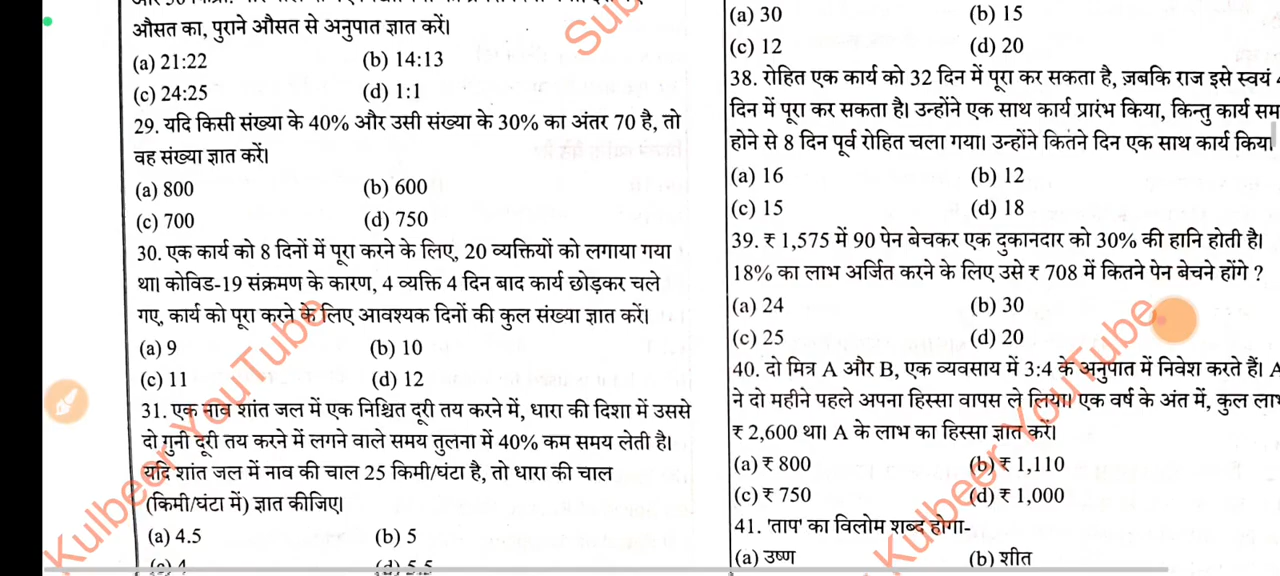 औसत का, पुराने औसत से अनुपात ज्ञात करें।
(a) 21:22 (b) 14:13
(c) 24:25 (d) 1:1
29. यदि किसी संख्या के 40% और उसी संख्या के 30% का अंतर 70 है, तो
वह संख्या ज्ञात करें।
(a) 800 (b) 600
(c) 700 (d) 750
30. एक कार्य को 8 दिनों में पूरा करने के लिए, 20 व्यक्तियों को लगाया गया
था। कोविड-19 संक्रमण के कारण, 4 व्यक्ति 4 दिन बाद कार्य छोड़कर चले
गए, कार्य को पूरा करने के लिए आवश्यक दिनों की कुल संख्या ज्ञात करें।
(a) 9 (b) 10
(c) 11 (d) 12
31. एक नाव शांत जल में एक निश्चित दूरी तय करने में, धारा की दिशा में उससे
दो गुनी दूरी तय करने में लगने वाले समय तुलना में 40% कम समय लेती है।
यदि शांत जल में नाव की चाल 25 किमी/घंटा है, तो धारा की चाल
(किमी/घंटा में) ज्ञात कीजिए।
(a) 4.5 (b) 5
(c) 4 (d) 5.5
(a) 30 (b) 15
(c) 12 (d) 20
38. रोहित एक कार्य को 32 दिन में पूरा कर सकता है, जबकि राज इसे स्वयं
दिन में पूरा कर सकता है। उन्होंने एक साथ कार्य प्रारंभ किया, किन्तु कार्य सम
होने से 8 दिन पूर्व रोहित चला गया। उन्होंने कितने दिन एक साथ कार्य किया
(a) 16 (b) 12
(c) 15 (d) 18
39. ₹ 1,575 में 90 पेन बेचकर एक दुकानदार को 30% की हानि होती है।
18% का लाभ अर्जित करने के लिए उसे ₹ 708 में कितने पेन बेचने होंगे ?
(a) 24 (b) 30
(c) 25 (d) 20
40. दो मित्र A और B, एक व्यवसाय में 3:4 के अनुपात में निवेश करते हैं। A
ने दो महीने पहले अपना हिस्सा वापस ले लिया। एक वर्ष के अंत में, कुल लाभ
₹ 2,600 था। A के लाभ का हिस्सा ज्ञात करें।
(a) ₹ 800 (b) ₹ 1,110
(c) ₹ 750 (d) ₹ 1,000
41. 'ताप' का विलोम शब्द होगा-
(a) उष्ण (b) शीत
Sub
Kulbeer YouTube
Kulbeer YouTube